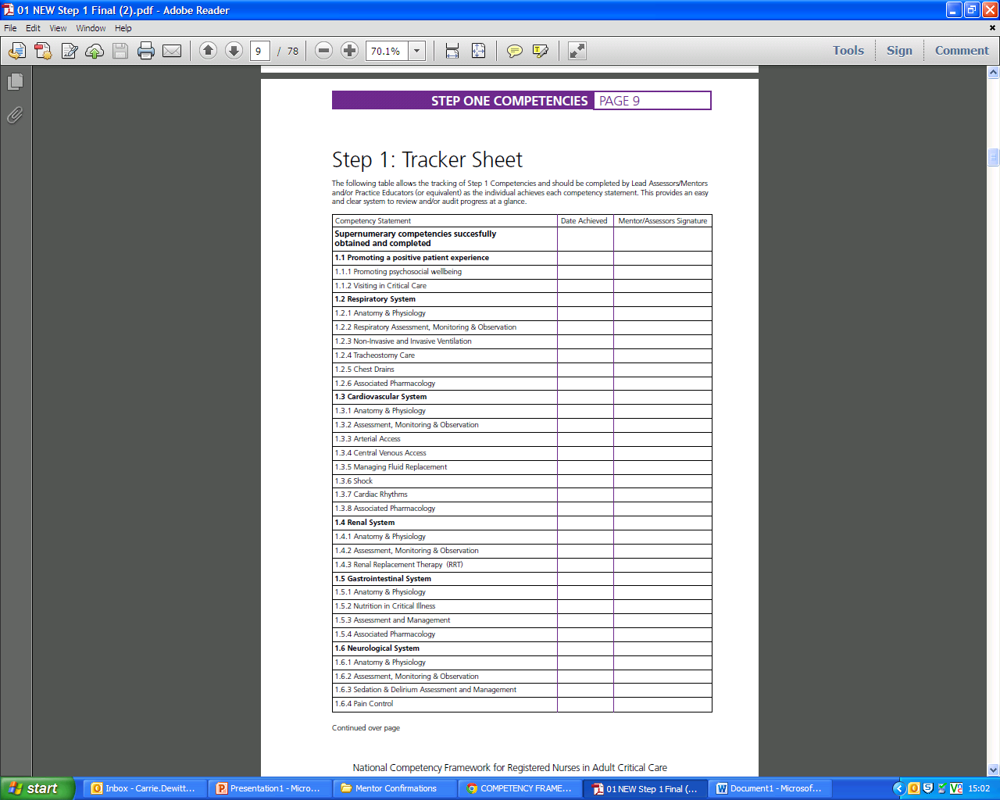 01 NEW Step 1 Final (2).pdf - Adobe Reader
File Edit View Window Help
9 / 78 70.1% Tools Sign Comment
STEP ONE COMPETENCIES PAGE 9
Step 1: Tracker Sheet
The following table allows the tracking of Step 1 Competencies and should be completed by Lead Assessors/Mentors
and/or Practice Educators (or equivalent) as the individual achieves each competency statement. This provides an easy
and clear system to review and/or audit progress at a glance.
Competency Statement Date Achieved Mentor/Assessors Signature
Supernumerary competencies succesfully
obtained and completed
1.1 Promoting a positive patient experience
1.1.1 Promoting psychosocial wellbeing
1.1.2 Visiting in Critical Care
1.2 Respiratory System
1.2.1 Anatomy & Physiology
1.2.2 Respiratory Assessment, Monitoring & Observation
1.2.3 Non-Invasive and Invasive Ventilation
1.2.4 Tracheostomy Care
1.2.5 Chest Drains
1.2.6 Associated Pharmacology
1.3 Cardiovascular System
1.3.1 Anatomy & Physiology
1.3.2 Assessment, Monitoring & Observation
1.3.3 Arterial Access
1.3.4 Central Venous Access
1.3.5 Managing Fluid Replacement
1.3.6 Shock
1.3.7 Cardiac Rhythms
1.3.8 Associated Pharmacology
1.4 Renal System
1.4.1 Anatomy & Physiology
1.4.2 Assessment, Monitoring & Observation
1.4.3 Renal Replacement Therapy (RRT)
1.5 Gastrointestinal System
1.5.1 Anatomy & Physiology
1.5.2 Nutrition in Critical Illness
1.5.3 Assessment and Management
1.5.4 Associated Pharmacology
1.6 Neurological System
1.6.1 Anatomy & Physiology
1.6.2 Assessment, Monitoring & Observation
1.6.3 Sedation & Delirium Assessment and Management
1.6.4 Pain Control
Continued over page
National Competency Framework for Registered Nurses in Adult Critical Care
start Inbox - Carrie.Dewitt... Presentation1 - Micro... Mentor Confirmations COMPETENCY FRAME... 01 NEW Step 1 Final (... Document1 - Microsof... 15:02